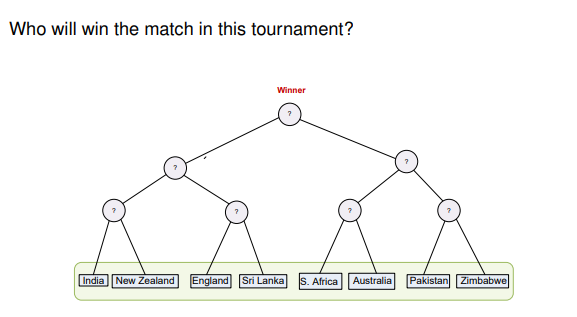 Who will win the match in this tournament?
Winner
?
? ?
? ? ? ?
India New Zealand England Sri Lanka S. Africa Australia Pakistan Zimbabwe